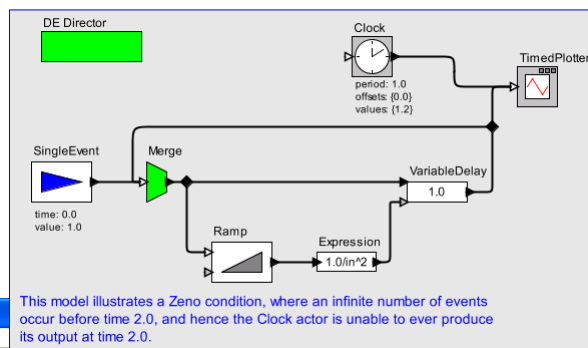 DE Director
Clock
TimedPlotter
period: 1.0
offsets: {0.0}
values: {1.2}
SingleEvent
Merge
VariableDelay
1.0
time: 0.0
value: 1.0
Ramp
Expression
1.0/in^2
This model illustrates a Zeno condition, where an infinite number of events
occur before time 2.0, and hence the Clock actor is unable to ever produce
its output at time 2.0.